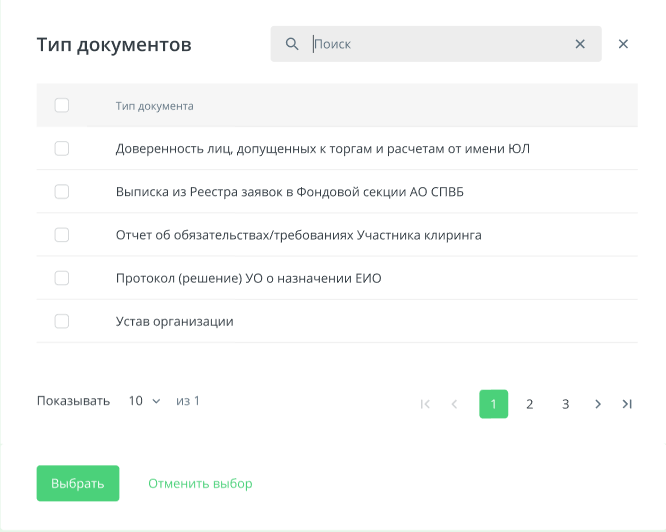 Тип документов
Поиск
Тип документа
Доверенность лиц, допущенных к торгам и расчетам от имени ЮЛ
Выписка из Реестра заявок в Фондовой секции АО СПВБ
Отчет об обязательствах/требованиях Участника клиринга
Протокол (решение) УО о назначении ЕИО
Устав организации
Показывать 10 из 1 1 2 3
Выбрать Отменить выбор